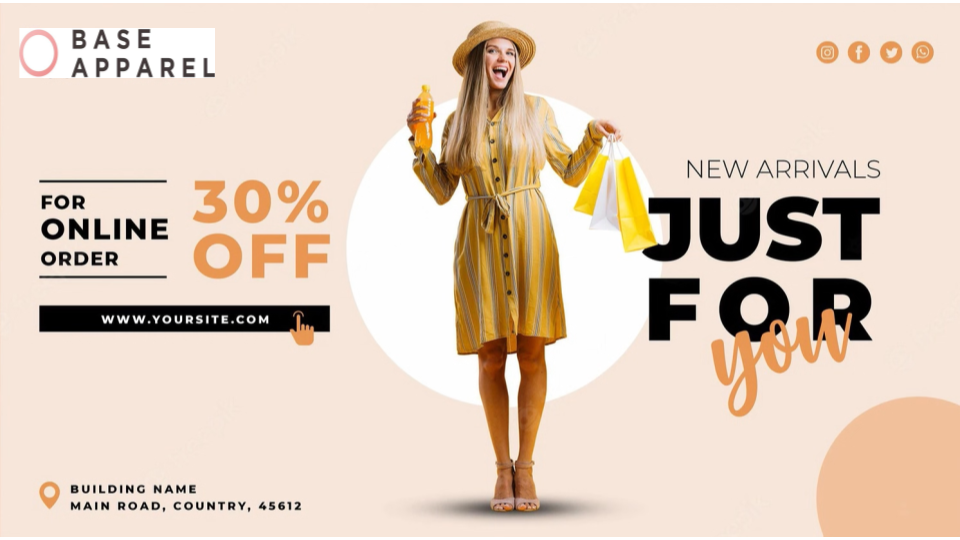 BASE
APPAREL
FOR
ONLINE
ORDER
30%
OFF
WWW.YOURSITE.COM
NEW ARRIVALS
JUST
FOR
you
BUILDING NAME
MAIN ROAD, COUNTRY, 45612